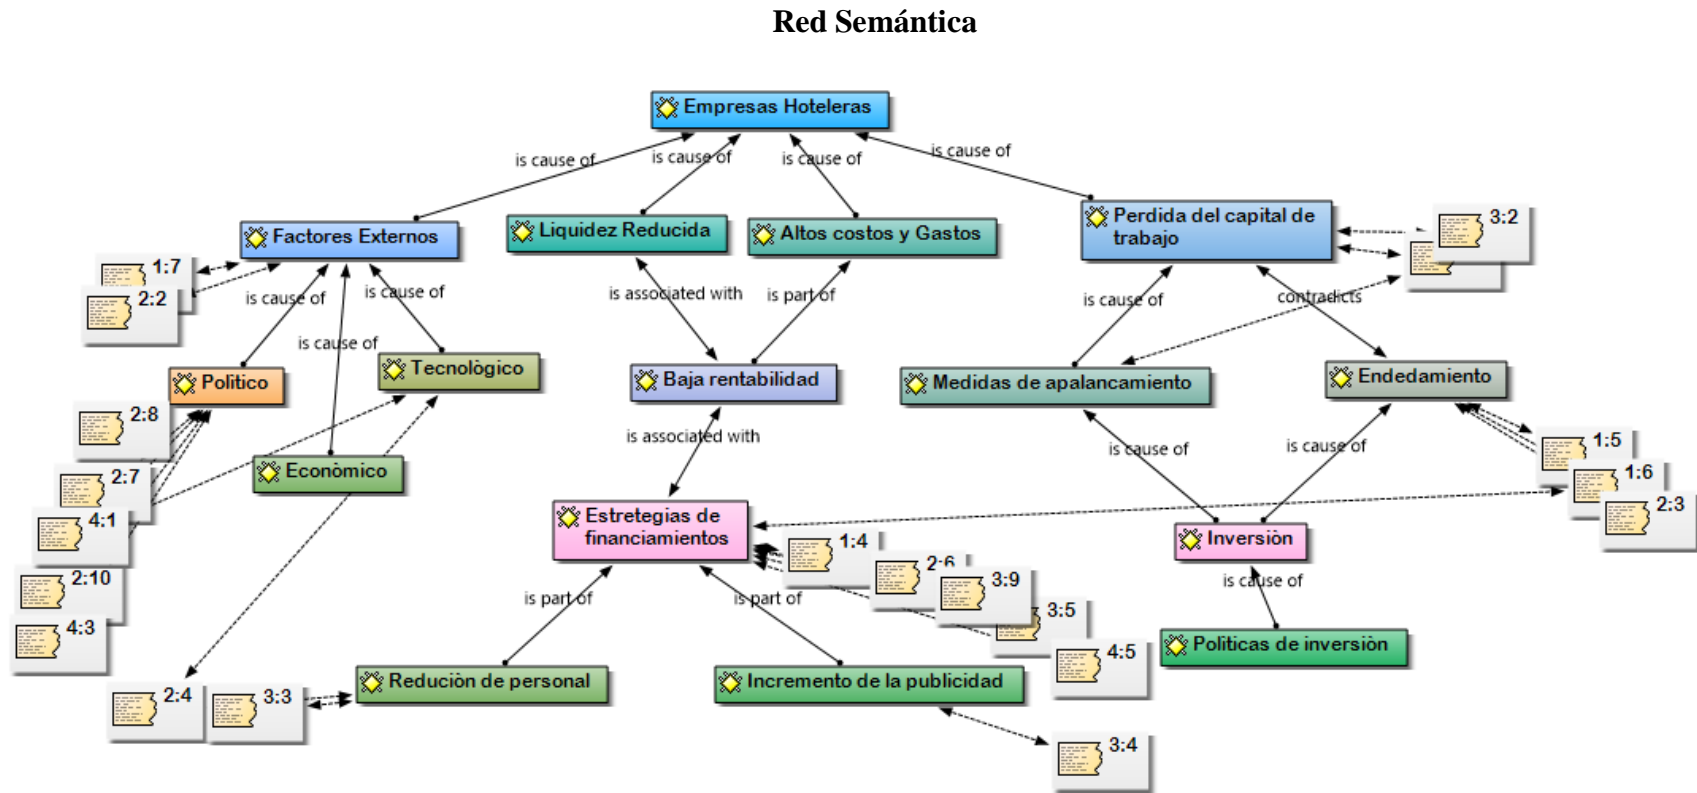 Red Semántica
Empresas Hoteleras
is cause of
is cause of
is cause of
is cause of
Factores Externos
Liquidez Reducida
Altos costos y Gastos
Perdida del capital de
trabajo
3:2
1:7
2:2
is cause of
is cause of
is cause of
is associated with
is part of
is cause of
contradicts
Polìtico
Tecnològico
Baja rentabilidad
Medidas de apalancamiento
Endedamiento
2:8
2:7
4:1
2:10
4:3
Econòmico
is associated with
is cause of
is cause of
1:5
1:6
2:3
Estretegias de
financiamientos
1:4
2:6
3:9
3:5
4:5
Inversiòn
is cause of
is part of
is part of
Polìticas de inversiòn
Reduciòn de personal
Incremento de la publicidad
2:4
3:3
3:4